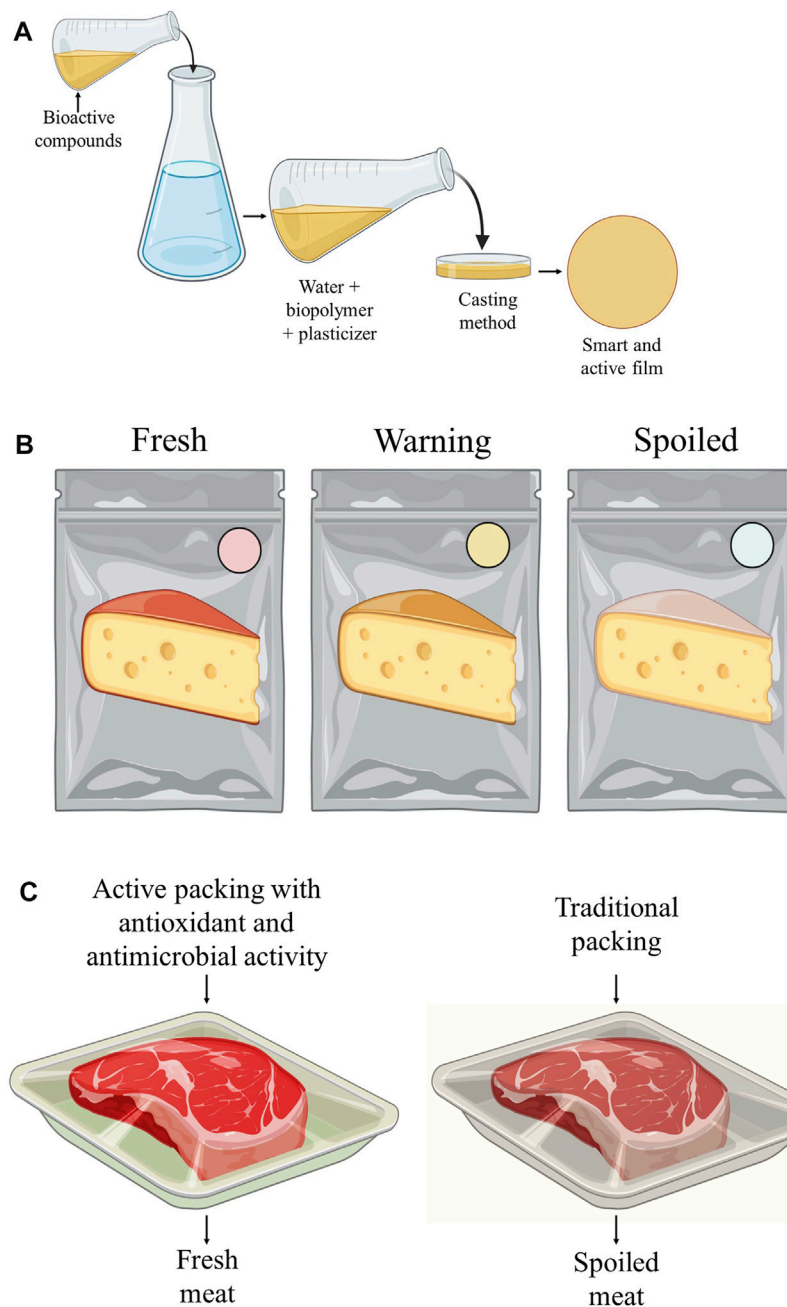 A
Bioactive
compounds
Water +
biopolymer
+ plasticizer
Casting
method
Smart and
active film
B
Fresh
Warning
Spoiled
C
Active packing with
antioxidant and
antimicrobial activity
Traditional
packing
Fresh
meat
Spoiled
meat